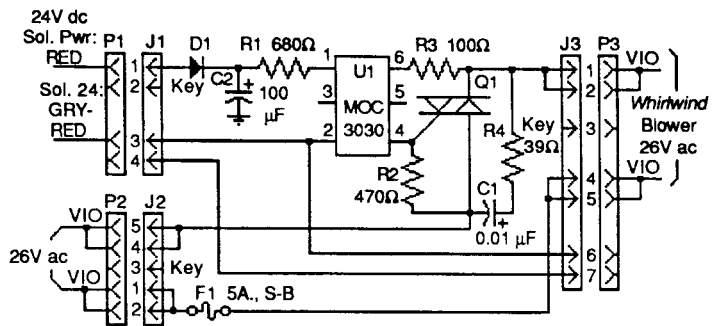 24V dc
Sol. Pwr:
RED
Sol. 24:
GRY-
RED
P1
J1
1
2
3
4
Key
D1
C2
+
100
µF
R1 680Ω
1
3
2
U1
MOC
3030
6
5
4
R3 100Ω
Q1
R4
39Ω
R2
470Ω
C1
+
0.01 µF
J3
P3
1
2
Key
3
4
5
6
7
VIO
Whirlwind
Blower
26V ac
VIO
P2
J2
VIO
26V ac
VIO
5
4
3
Key
1
2
F1 5A., S-B